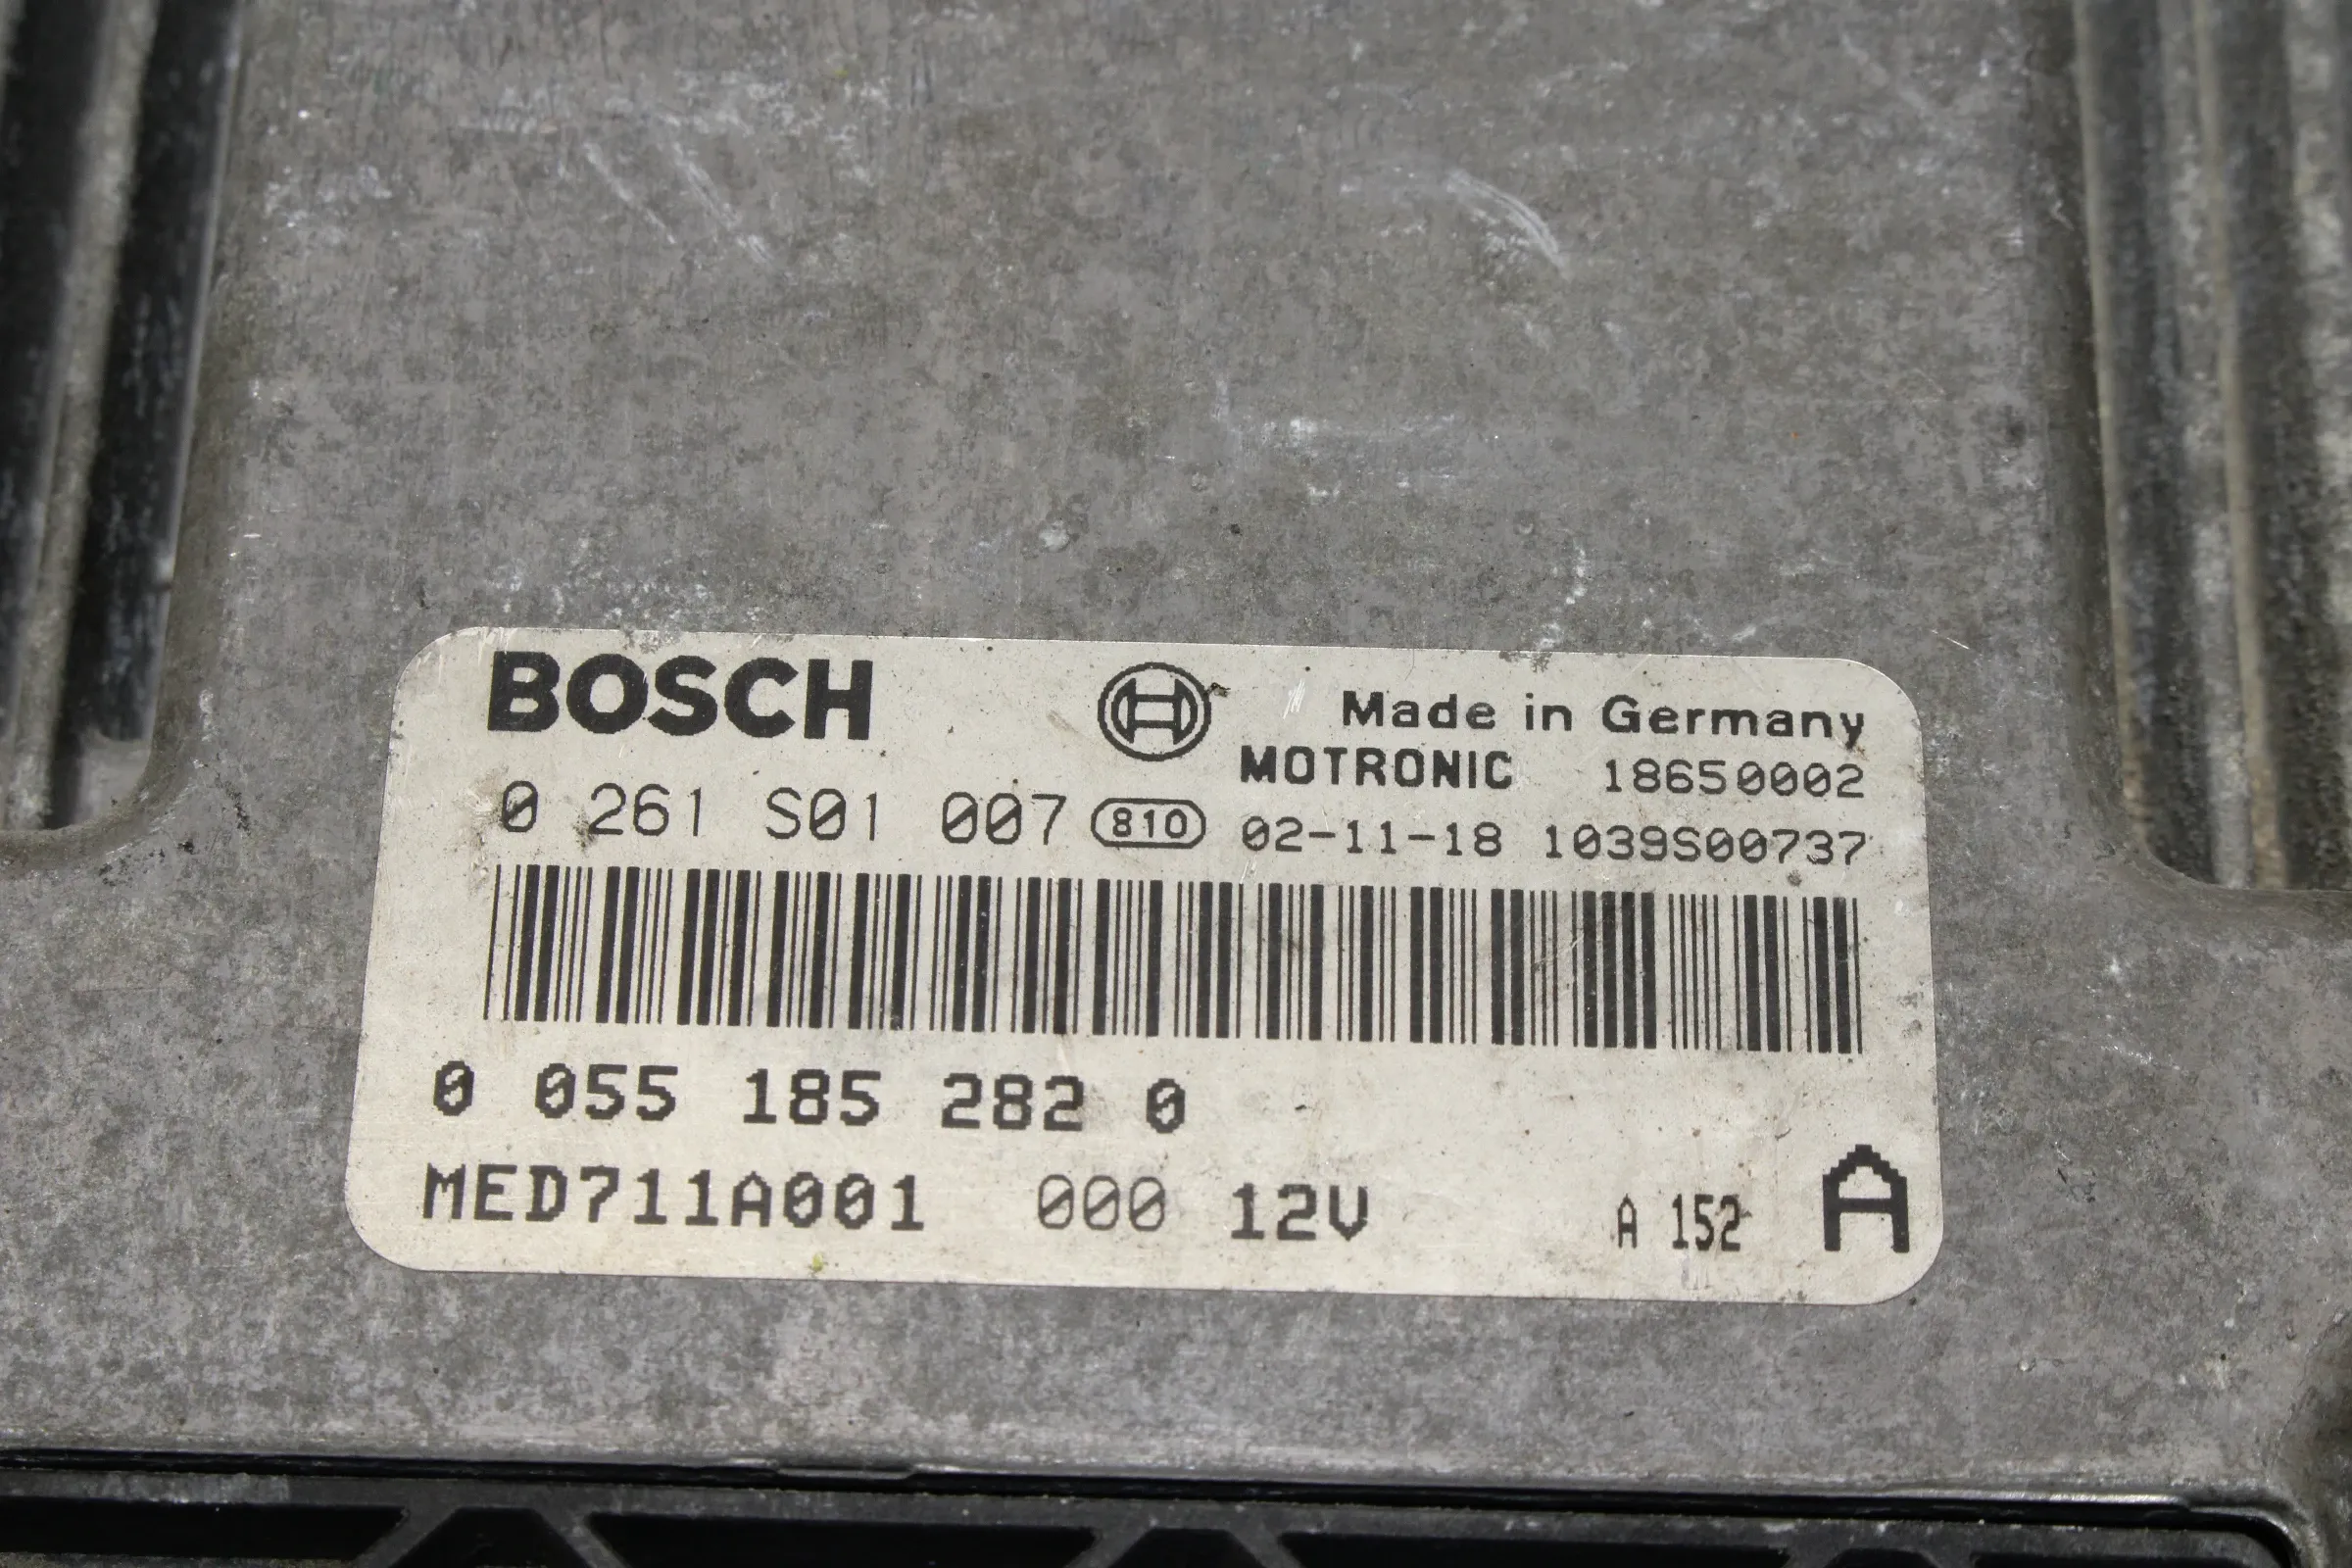 BOSCH
Made in Germany
MOTRONIC 18650002
0 261 S01 007 810 02-11-18 1039S00737
0 055 185 282 0
MED711A001 000 12V A 152 A